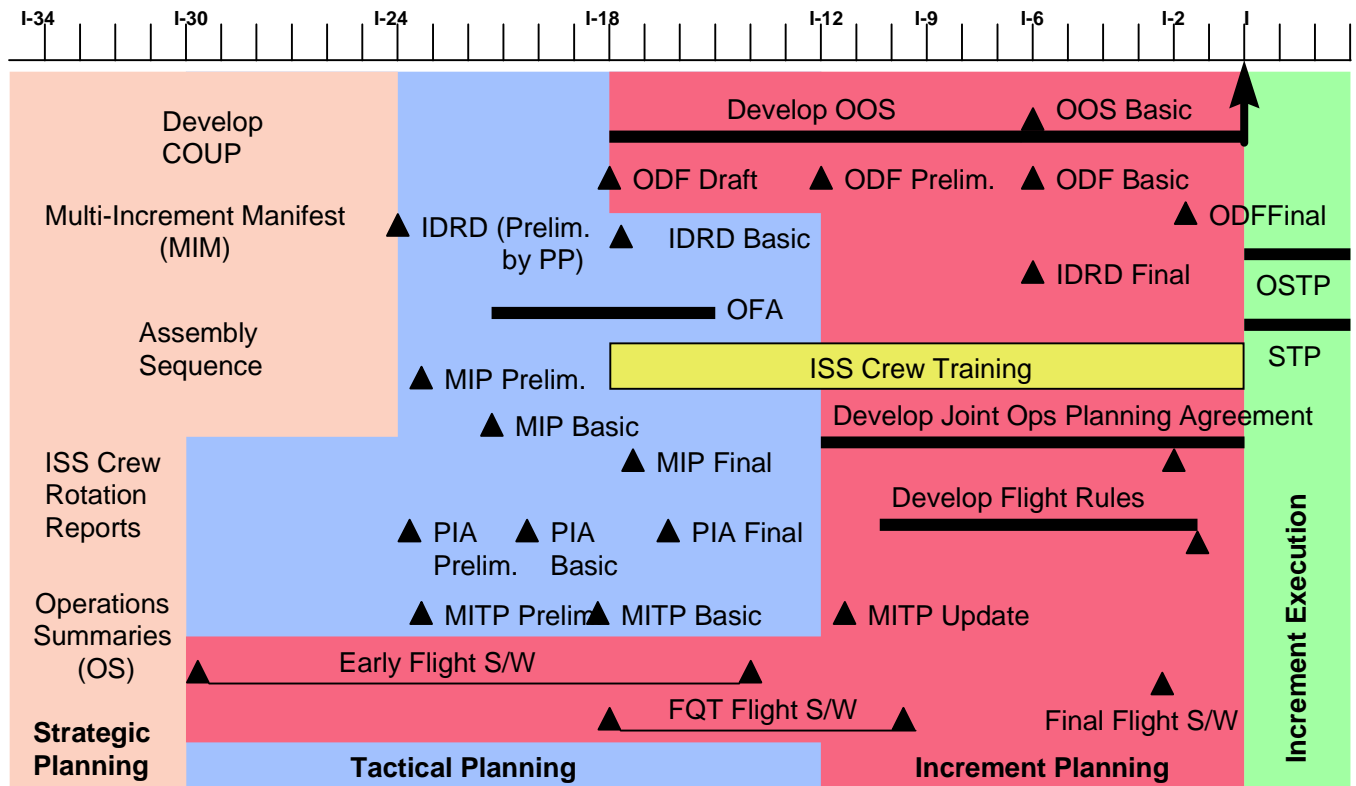 I-34 I-30 I-24 I-18 I-12 I-9 I-6 I-2 I
Develop
COUP
Develop OOS
OOS Basic
ODF Draft
ODF Prelim.
ODF Basic
Multi-Increment Manifest
(MIM)
IDRD (Prelim.
by PP)
IDRD Basic
ODFFinal
IDRD Final
OSTP
OFA
Assembly
Sequence
ISS Crew Training
STP
MIP Prelim.
MIP Basic
Develop Joint Ops Planning Agreement
MIP Final
ISS Crew
Rotation
Reports
Develop Flight Rules
PIA
Prelim.
PIA
Basic
PIA Final
Operations
Summaries
(OS)
MITP Prelim
MITP Basic
MITP Update
Early Flight S/W
FQT Flight S/W
Final Flight S/W
Strategic
Planning
Tactical Planning
Increment Planning
Increment Execution